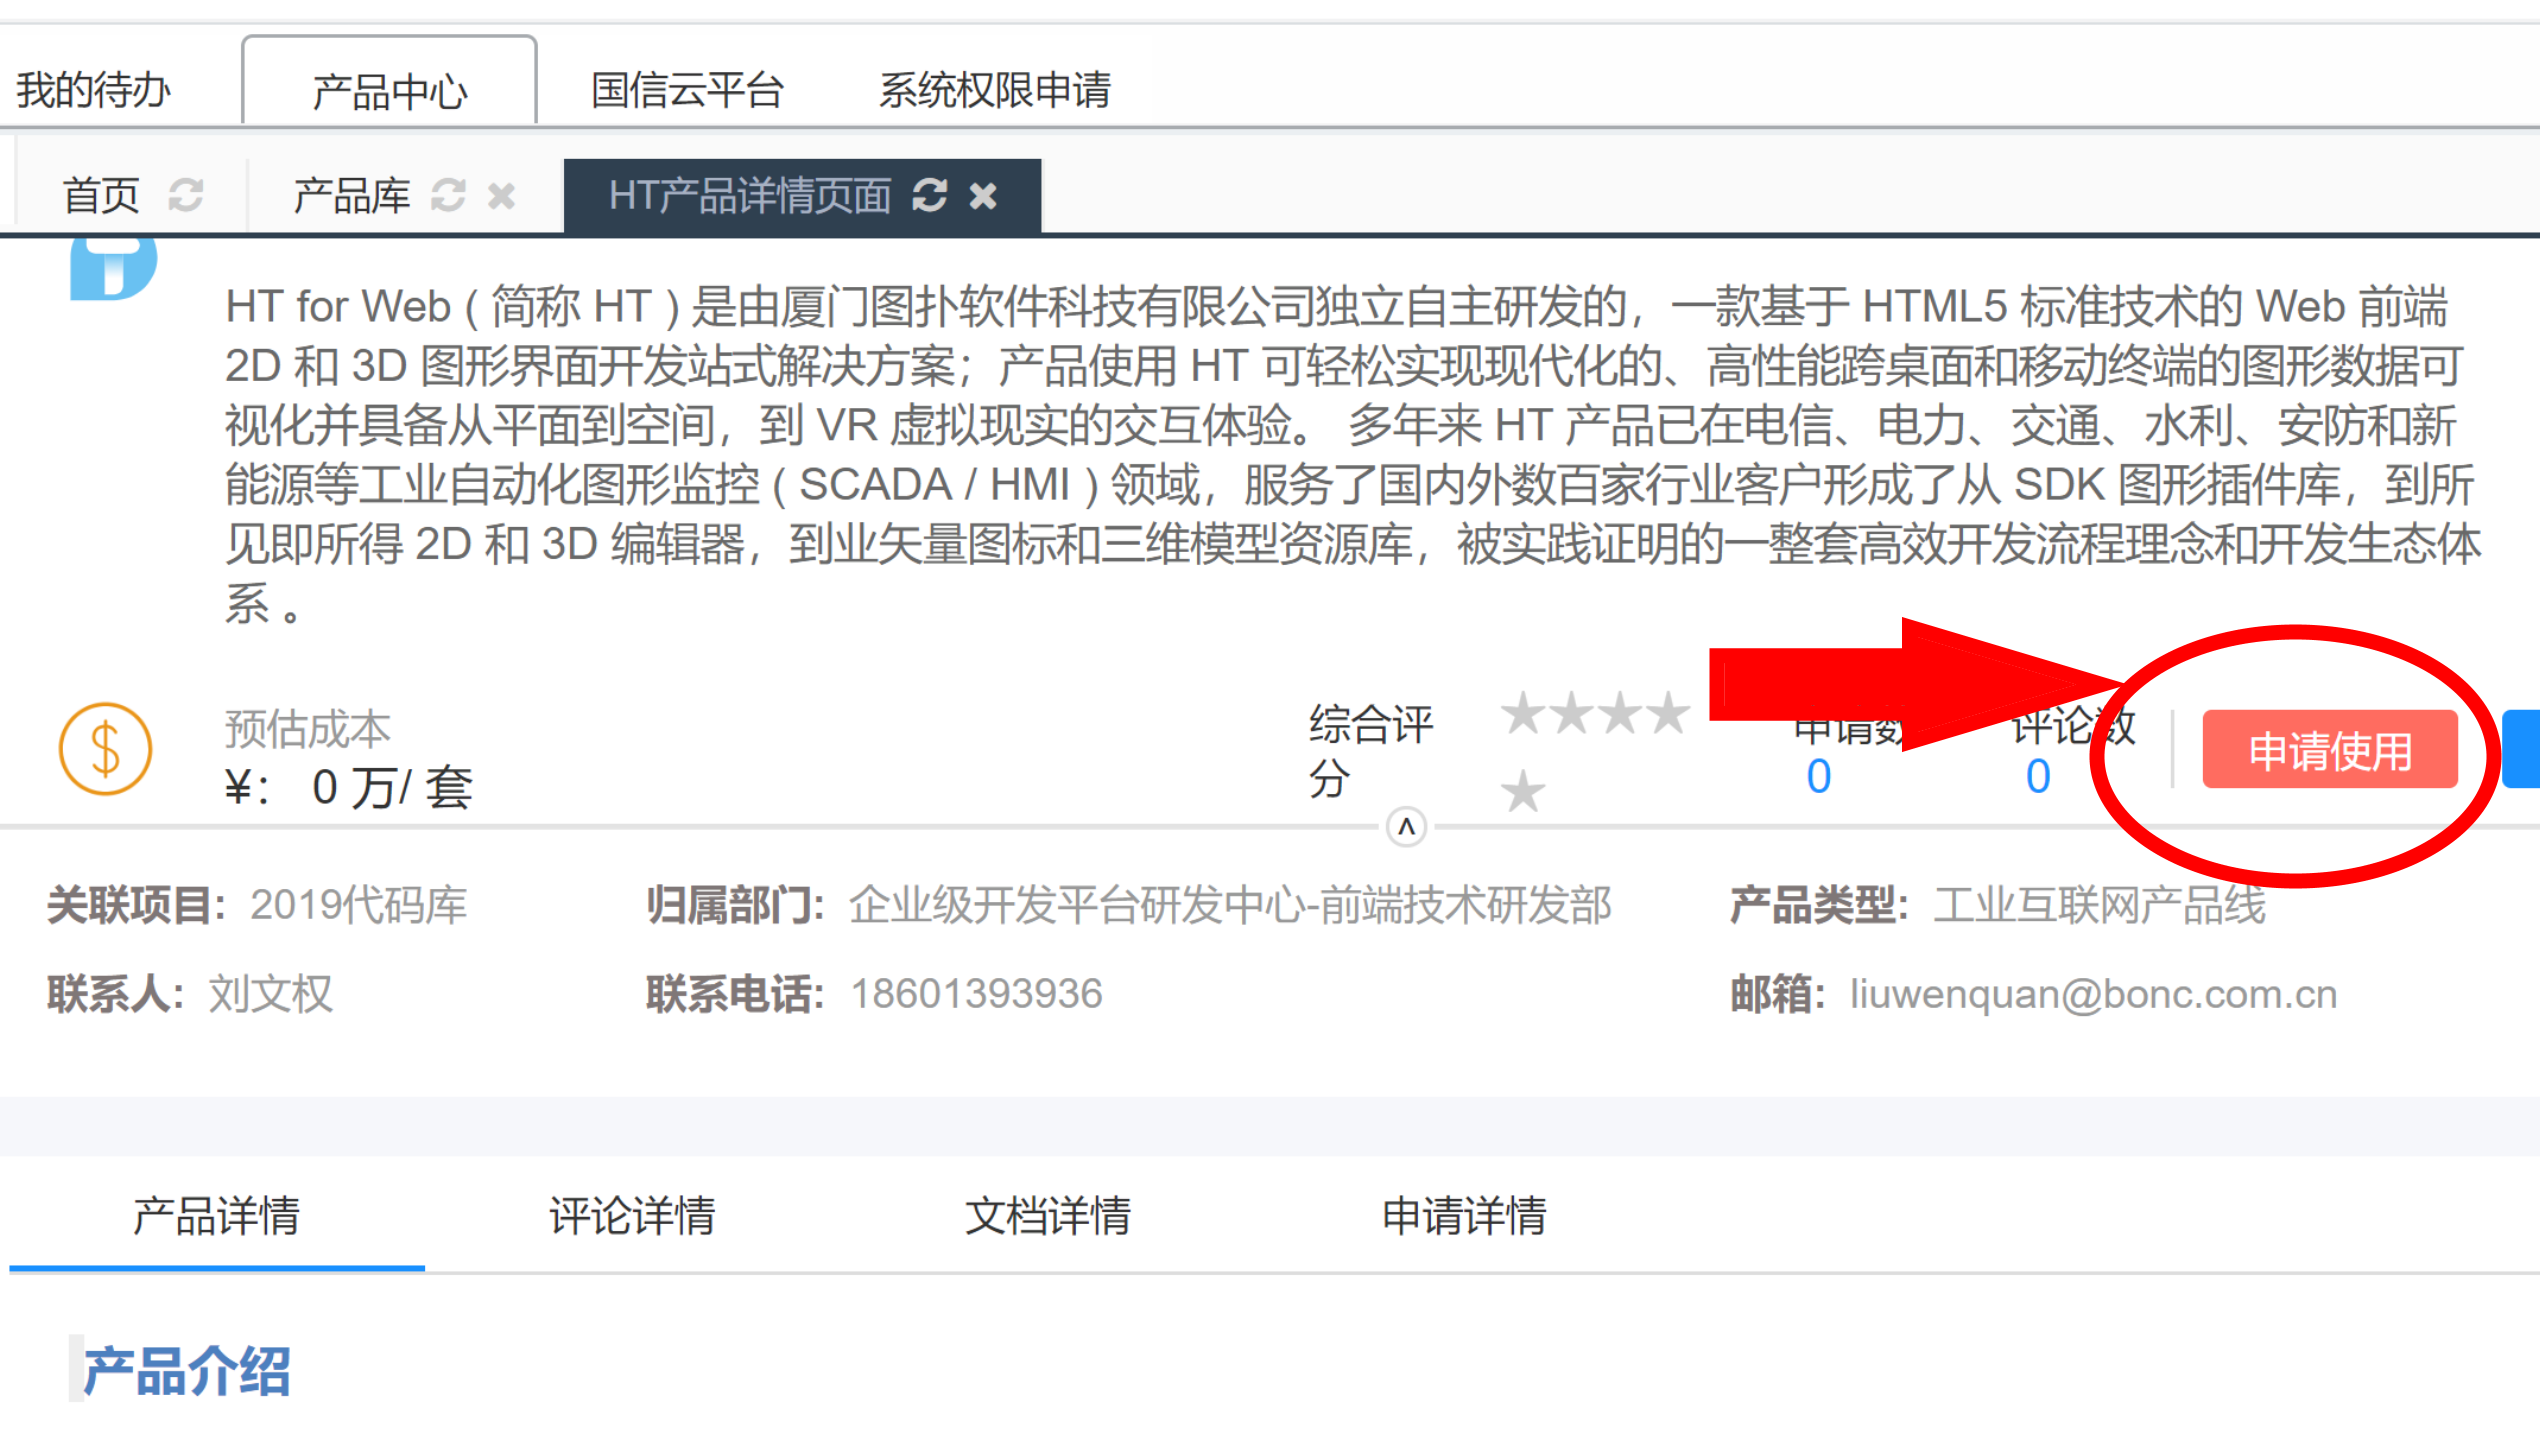 我的待办 产品中心 国信云平台 系统权限申请
首页 产品库 HT产品详情页面
HT for Web ( 简称 HT ) 是由厦门图扑软件科技有限公司独立自主研发的，一款基于 HTML5 标准技术的 Web 前端
2D 和 3D 图形界面开发站式解决方案；产品使用 HT 可轻松实现现代化的、高性能跨桌面和移动终端的图形数据可
视化并具备从平面到空间，到 VR 虚拟现实的交互体验。 多年来 HT 产品已在电信、电力、交通、水利、安防和新
能源等工业自动化图形监控 ( SCADA / HMI ) 领域，服务了国内外数百家行业客户形成了从 SDK 图形插件库，到所
见即所得 2D 和 3D 编辑器，到业矢量图标和三维模型资源库，被实践证明的一整套高效开发流程理念和开发生态体
系 。
预估成本
¥： 0 万/ 套
综合评
分
申请数
0
评论数
0
申请使用
关联项目: 2019代码库 归属部门: 企业级开发平台研发中心-前端技术研发部 产品类型: 工业互联网产品线
联系人: 刘文权 联系电话: 18601393936 邮箱: liuwenquan@bonc.com.cn
产品详情 评论详情 文档详情 申请详情
产品介绍